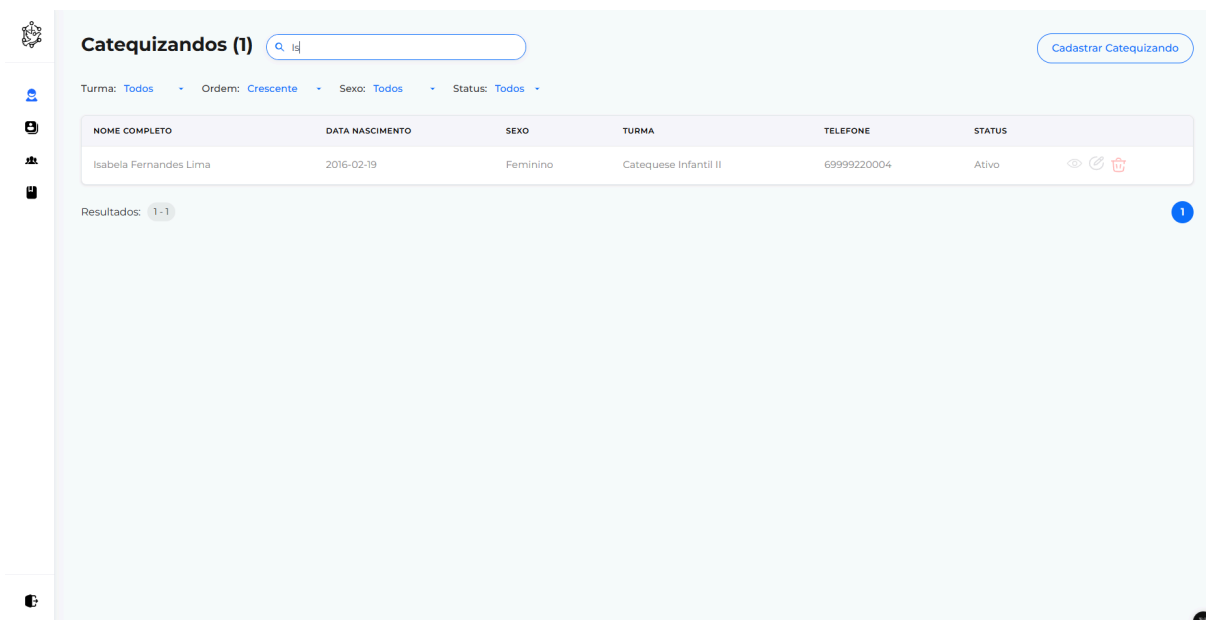 Catequizandos (1) Is Cadastrar Catequizando
Turma: Todos Ordem: Crescente Sexo: Todos Status: Todos
NOME COMPLETO DATA NASCIMENTO SEXO TURMA TELEFONE STATUS
Isabela Fernandes Lima 2016-02-19 Feminino Catequese Infantil II 69999220004 Ativo
Resultados: 1 - 1 1